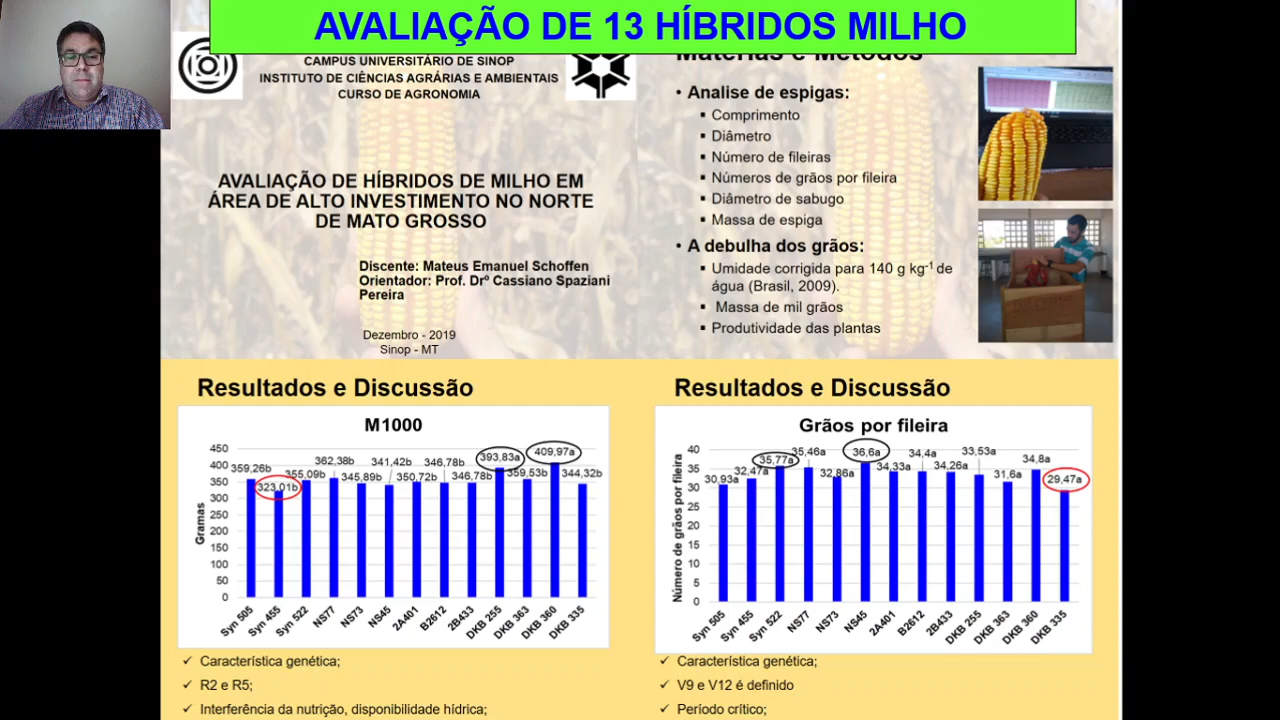 AVALIAÇÃO DE 13 HÍBRIDOS MILHO
CAMPUS UNIVERSITÁRIO DE SINOP
INSTITUTO DE CIÊNCIAS AGRÁRIAS E AMBIENTAIS
CURSO DE AGRONOMIA
AVALIAÇÃO DE HÍBRIDOS DE MILHO EM
ÁREA DE ALTO INVESTIMENTO NO NORTE
DE MATO GROSSO
Discente: Mateus Emanuel Schoffen
Orientador: Prof. Drº Cassiano Spaziani
Pereira
Dezembro - 2019
Sinop - MT
Materias e Métodos
• Analise de espigas:
▪ Comprimento
▪ Diâmetro
▪ Número de fileiras
▪ Números de grãos por fileira
▪ Diâmetro de sabugo
▪ Massa de espiga
• A debulha dos grãos:
▪ Umidade corrigida para 140 g kg-1 de
água (Brasil, 2009).
▪ Massa de mil grãos
▪ Produtividade das plantas
Resultados e Discussão
M1000
Gramas
450
400
350
300
250
200
150
100
50
0
359,26b
323,01b
355,09b
362,38b
345,89b
341,42b
350,72b
346,78b
346,78b
393,83a
359,53b
409,97a
344,32b
Syn 505
Syn 455
Syn 522
NS77
NS73
NS45
2A401
B2612
2B433
DKB 255
DKB 363
DKB 360
DKB 335
✓ Característica genética;
✓ R2 e R5;
✓ Interferência da nutrição, disponibilidade hídrica;
Resultados e Discussão
Grãos por fileira
Número de grãos por fileira
40
35
30
25
20
15
10
5
0
30,93a
32,47a
35,77a
35,46a
32,86a
36,6a
34,33a
34,4a
34,26a
33,53a
31,6a
34,8a
29,47a
Syn 505
Syn 455
Syn 522
NS77
NS73
NS45
2A401
B2612
2B433
DKB 255
DKB 363
DKB 360
DKB 335
✓ Característica genética;
✓ V9 e V12 é definido
✓ Período crítico;